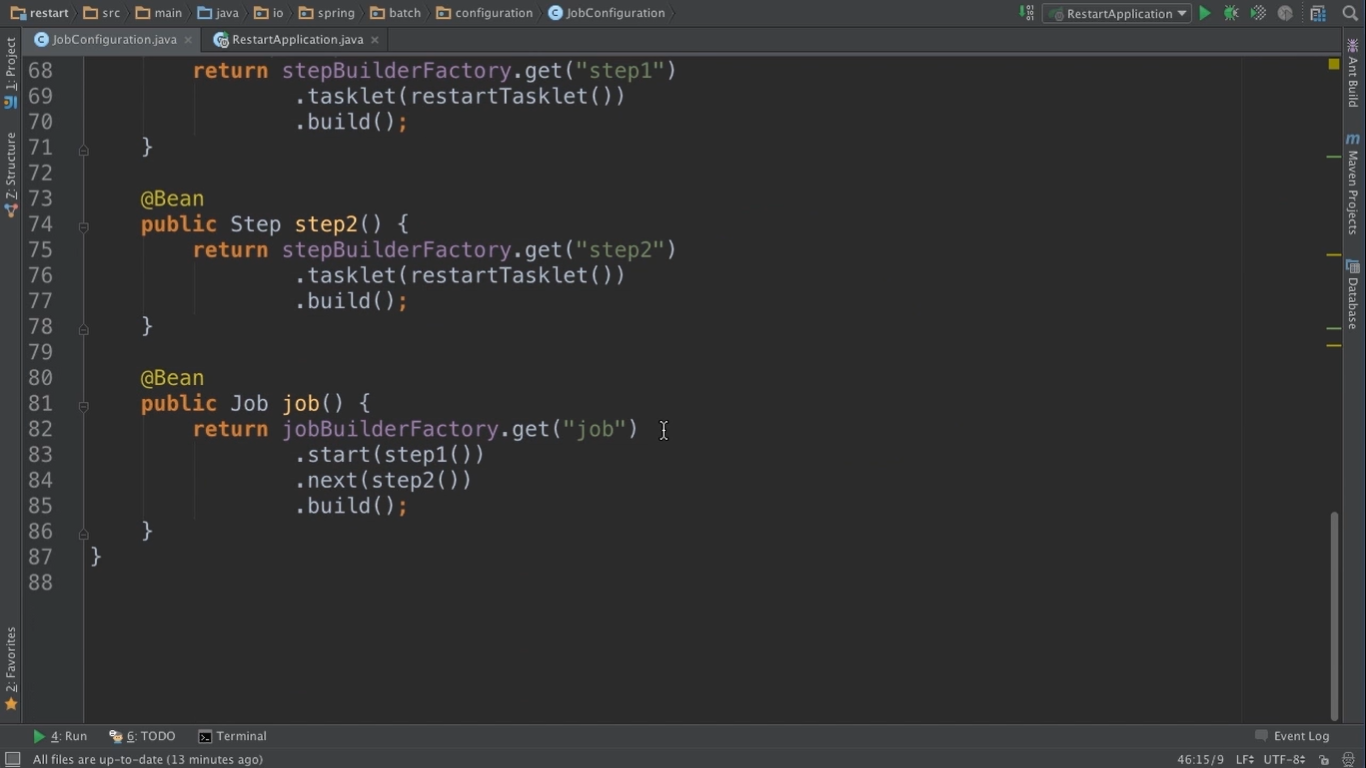 restart src main java io spring batch configuration JobConfiguration RestartApplication
JobConfiguration.java RestartApplication.java
1: Project
7: Structure
2: Favorites
68 return stepBuilderFactory.get("step1")
69 .tasklet(restartTasklet())
70 .build();
71 }
72
73 @Bean
74 public Step step2() {
75 return stepBuilderFactory.get("step2")
76 .tasklet(restartTasklet())
77 .build();
78 }
79
80 @Bean
81 public Job job() {
82 return jobBuilderFactory.get("job")
83 .start(step1())
84 .next(step2())
85 .build();
86 }
87 }
88
Ant Build
Maven Projects
Database
4: Run 6: TODO Terminal Event Log
All files are up-to-date (13 minutes ago) 46:15/9 LF UTF-8